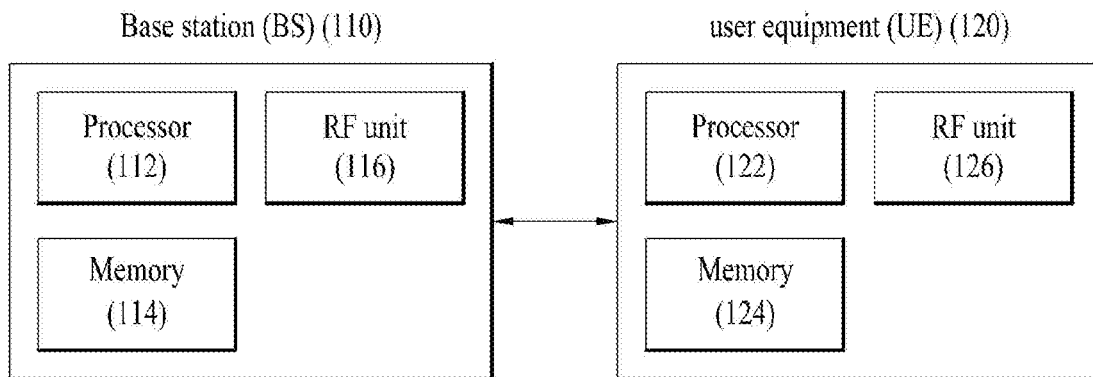 Base station (BS) (110)
user equipment (UE) (120)
Processor
(112)
RF unit
(116)
Processor
(122)
RF unit
(126)
Memory
(114)
Memory
(124)